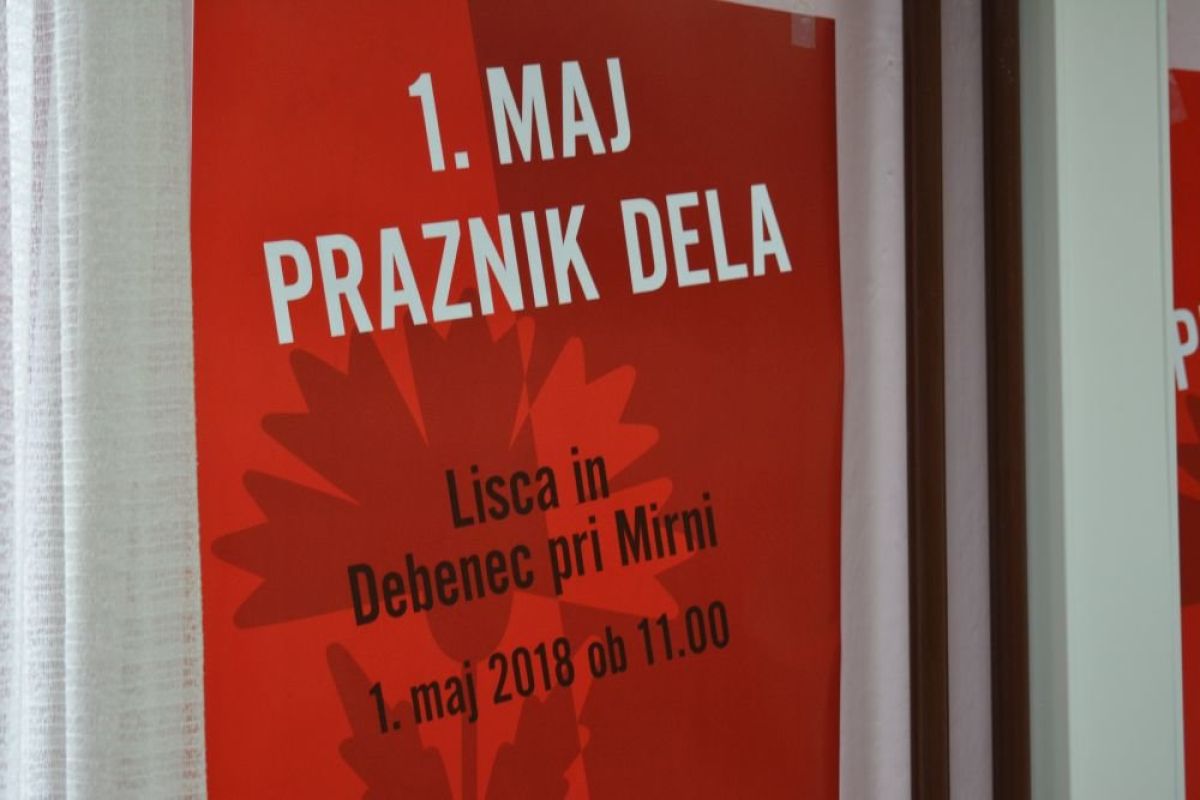 1. MAJ
PRAZNIK DELA
Lisca in
Debenec pri Mirni
1. maj 2018 ob 11.00